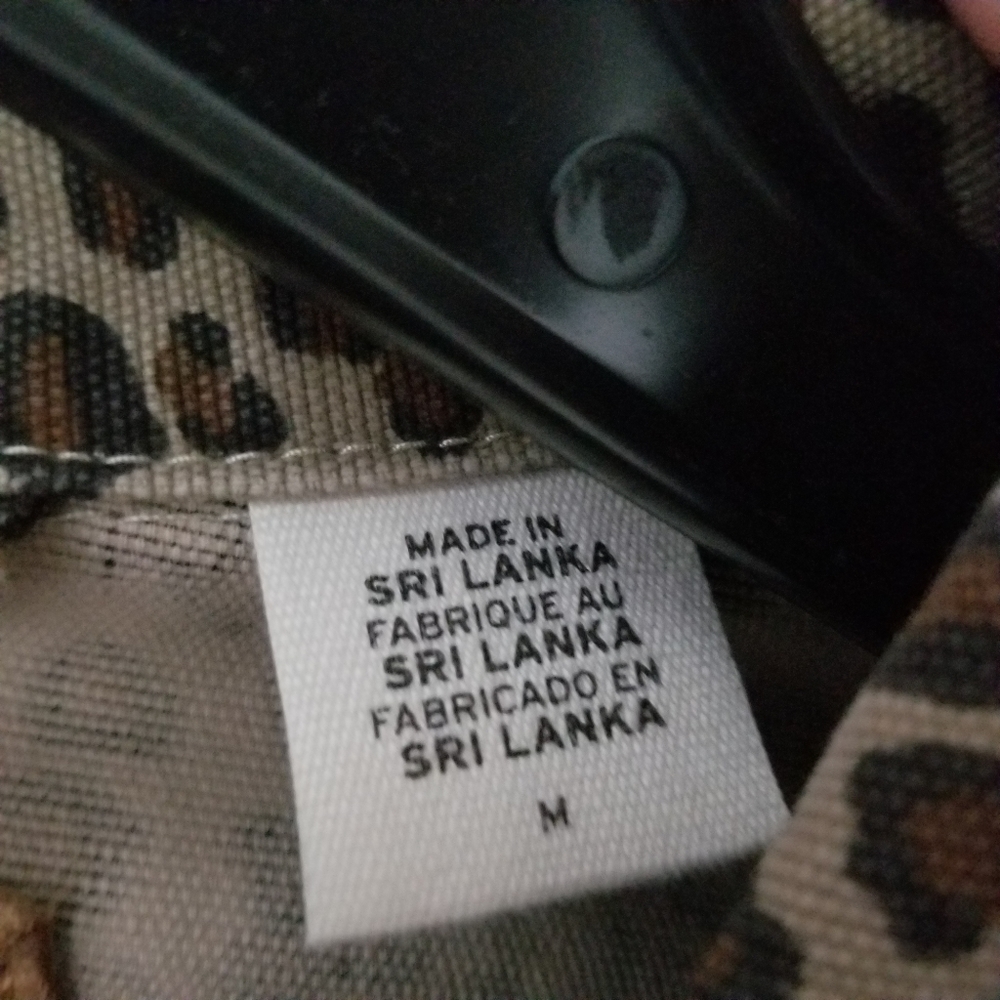 MADE IN
SRI LANKA
FABRIQUE AU
SRI LANKA
FABRICADO EN
SRI LANKA
M